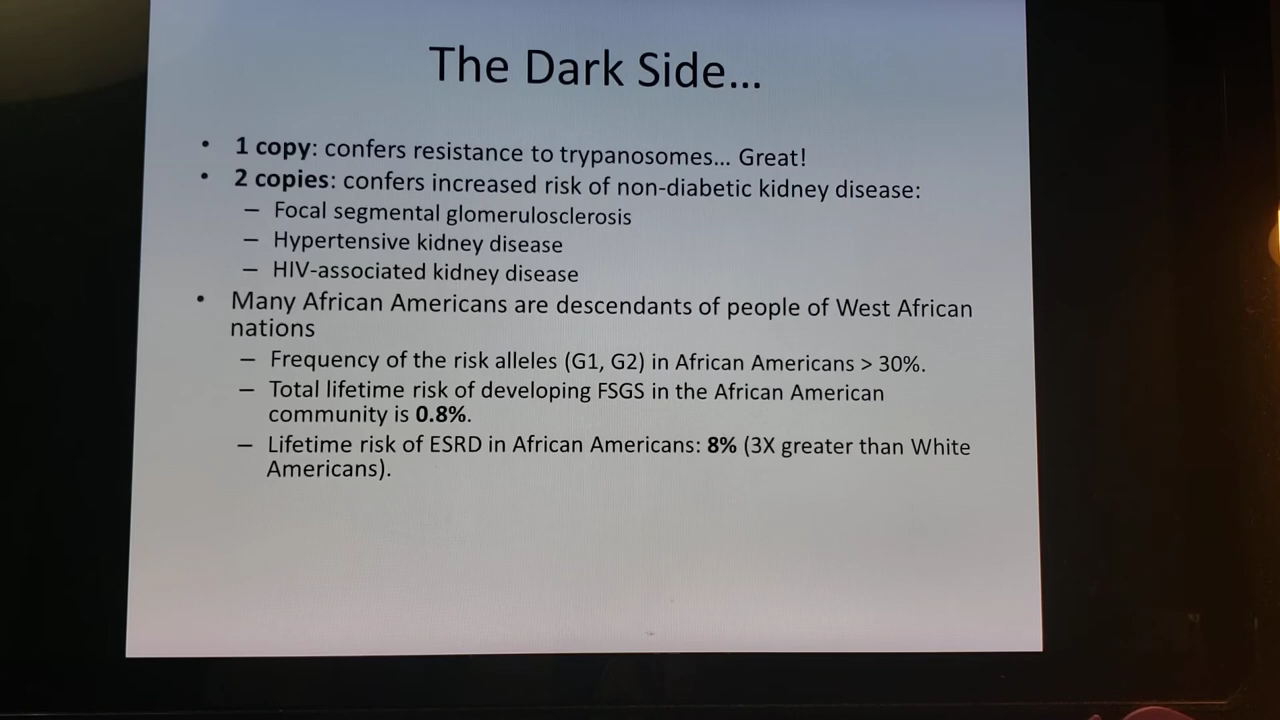 The Dark Side...
• 1 copy: confers resistance to trypanosomes... Great!
• 2 copies: confers increased risk of non-diabetic kidney disease:
– Focal segmental glomerulosclerosis
– Hypertensive kidney disease
– HIV-associated kidney disease
• Many African Americans are descendants of people of West African
nations
– Frequency of the risk alleles (G1, G2) in African Americans > 30%.
– Total lifetime risk of developing FSGS in the African American
community is 0.8%.
– Lifetime risk of ESRD in African Americans: 8% (3X greater than White
Americans).